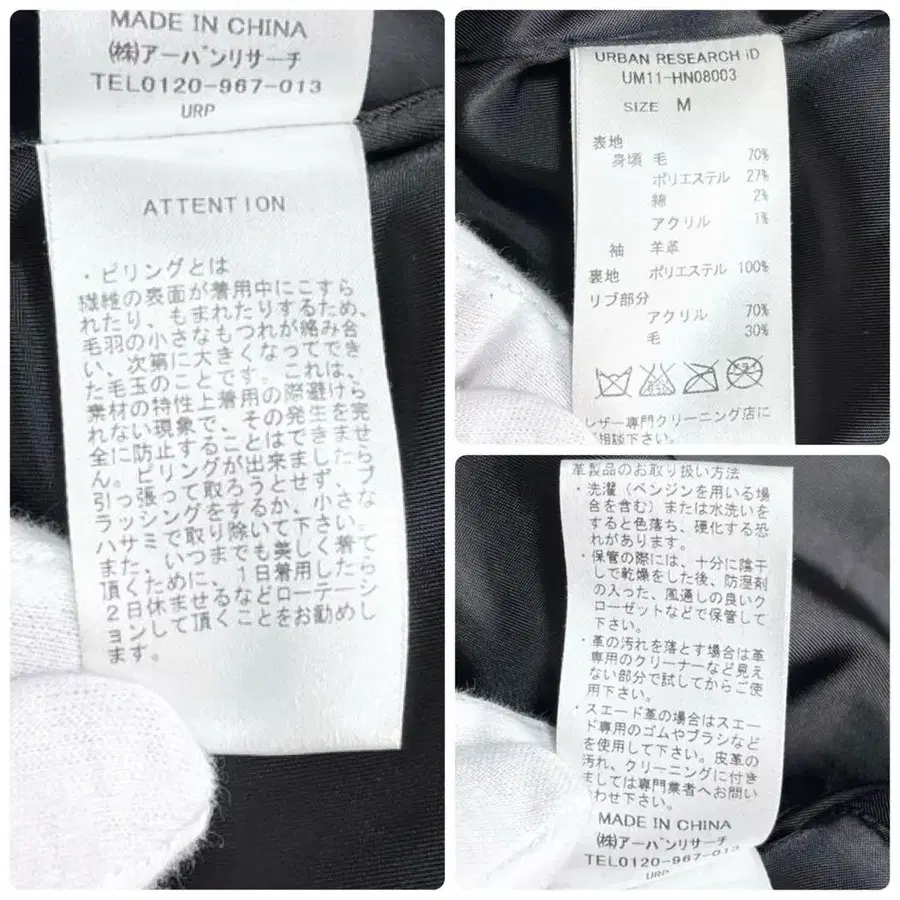 MADE IN CHINA
㈱アーバンリサーチ
TEL0120-967-013
URP
ATTENTION
・ピリングとは
繊維の表面が着用中にこすら
れたり、もまれたりするため、
毛羽の小さなもつれが絡み合
い、次第に大きくなってでき
た毛玉のことです。これは、
素材の特性上着用の際避けら
れない現象で、その発生を完
全に防止することはできませ
ん。ピリングが出来ましたら
引っ張って取ろうとせず、ブ
ラッシングをするか、小さな
ハサミで取り除いて下さい。
また、いつまでも美しく着て
頂くために、1日着用したら
2日休ませるなどローテーシ
ョンして頂くことをお勧めし
ます。
URBAN RESEARCH iD
UM11-HN08003
SIZE M
表地
身頃 毛 70%
ポリエステル 27%
綿 2%
アクリル 1%
袖 羊革
裏地 ポリエステル 100%
リブ部分
アクリル 70%
毛 30%
レザー専門クリーニング店に
ご相談下さい。
革製品のお取り扱い方法
・洗濯(ベンジンを用いる場
合を含む)または水洗いを
すると色落ち、硬化する恐
れがあります。
・保管の際には、十分に陰干
しで乾燥をした後、防湿剤
の入った、風通しの良いク
ローゼットなどで保管して
下さい。
・革の汚れを落とす場合は革
専用のクリーナーなど見え
ない部分で試してからご使
用下さい。
・スエード革の場合はスエー
ド専用のゴムやブラシなど
を使用して下さい。皮革の
汚れ、クリーニングに付き
ましては専門業者へお問い
合わせ下さい。
MADE IN CHINA
㈱アーバンリサーチ
TEL0120-967-013
URP